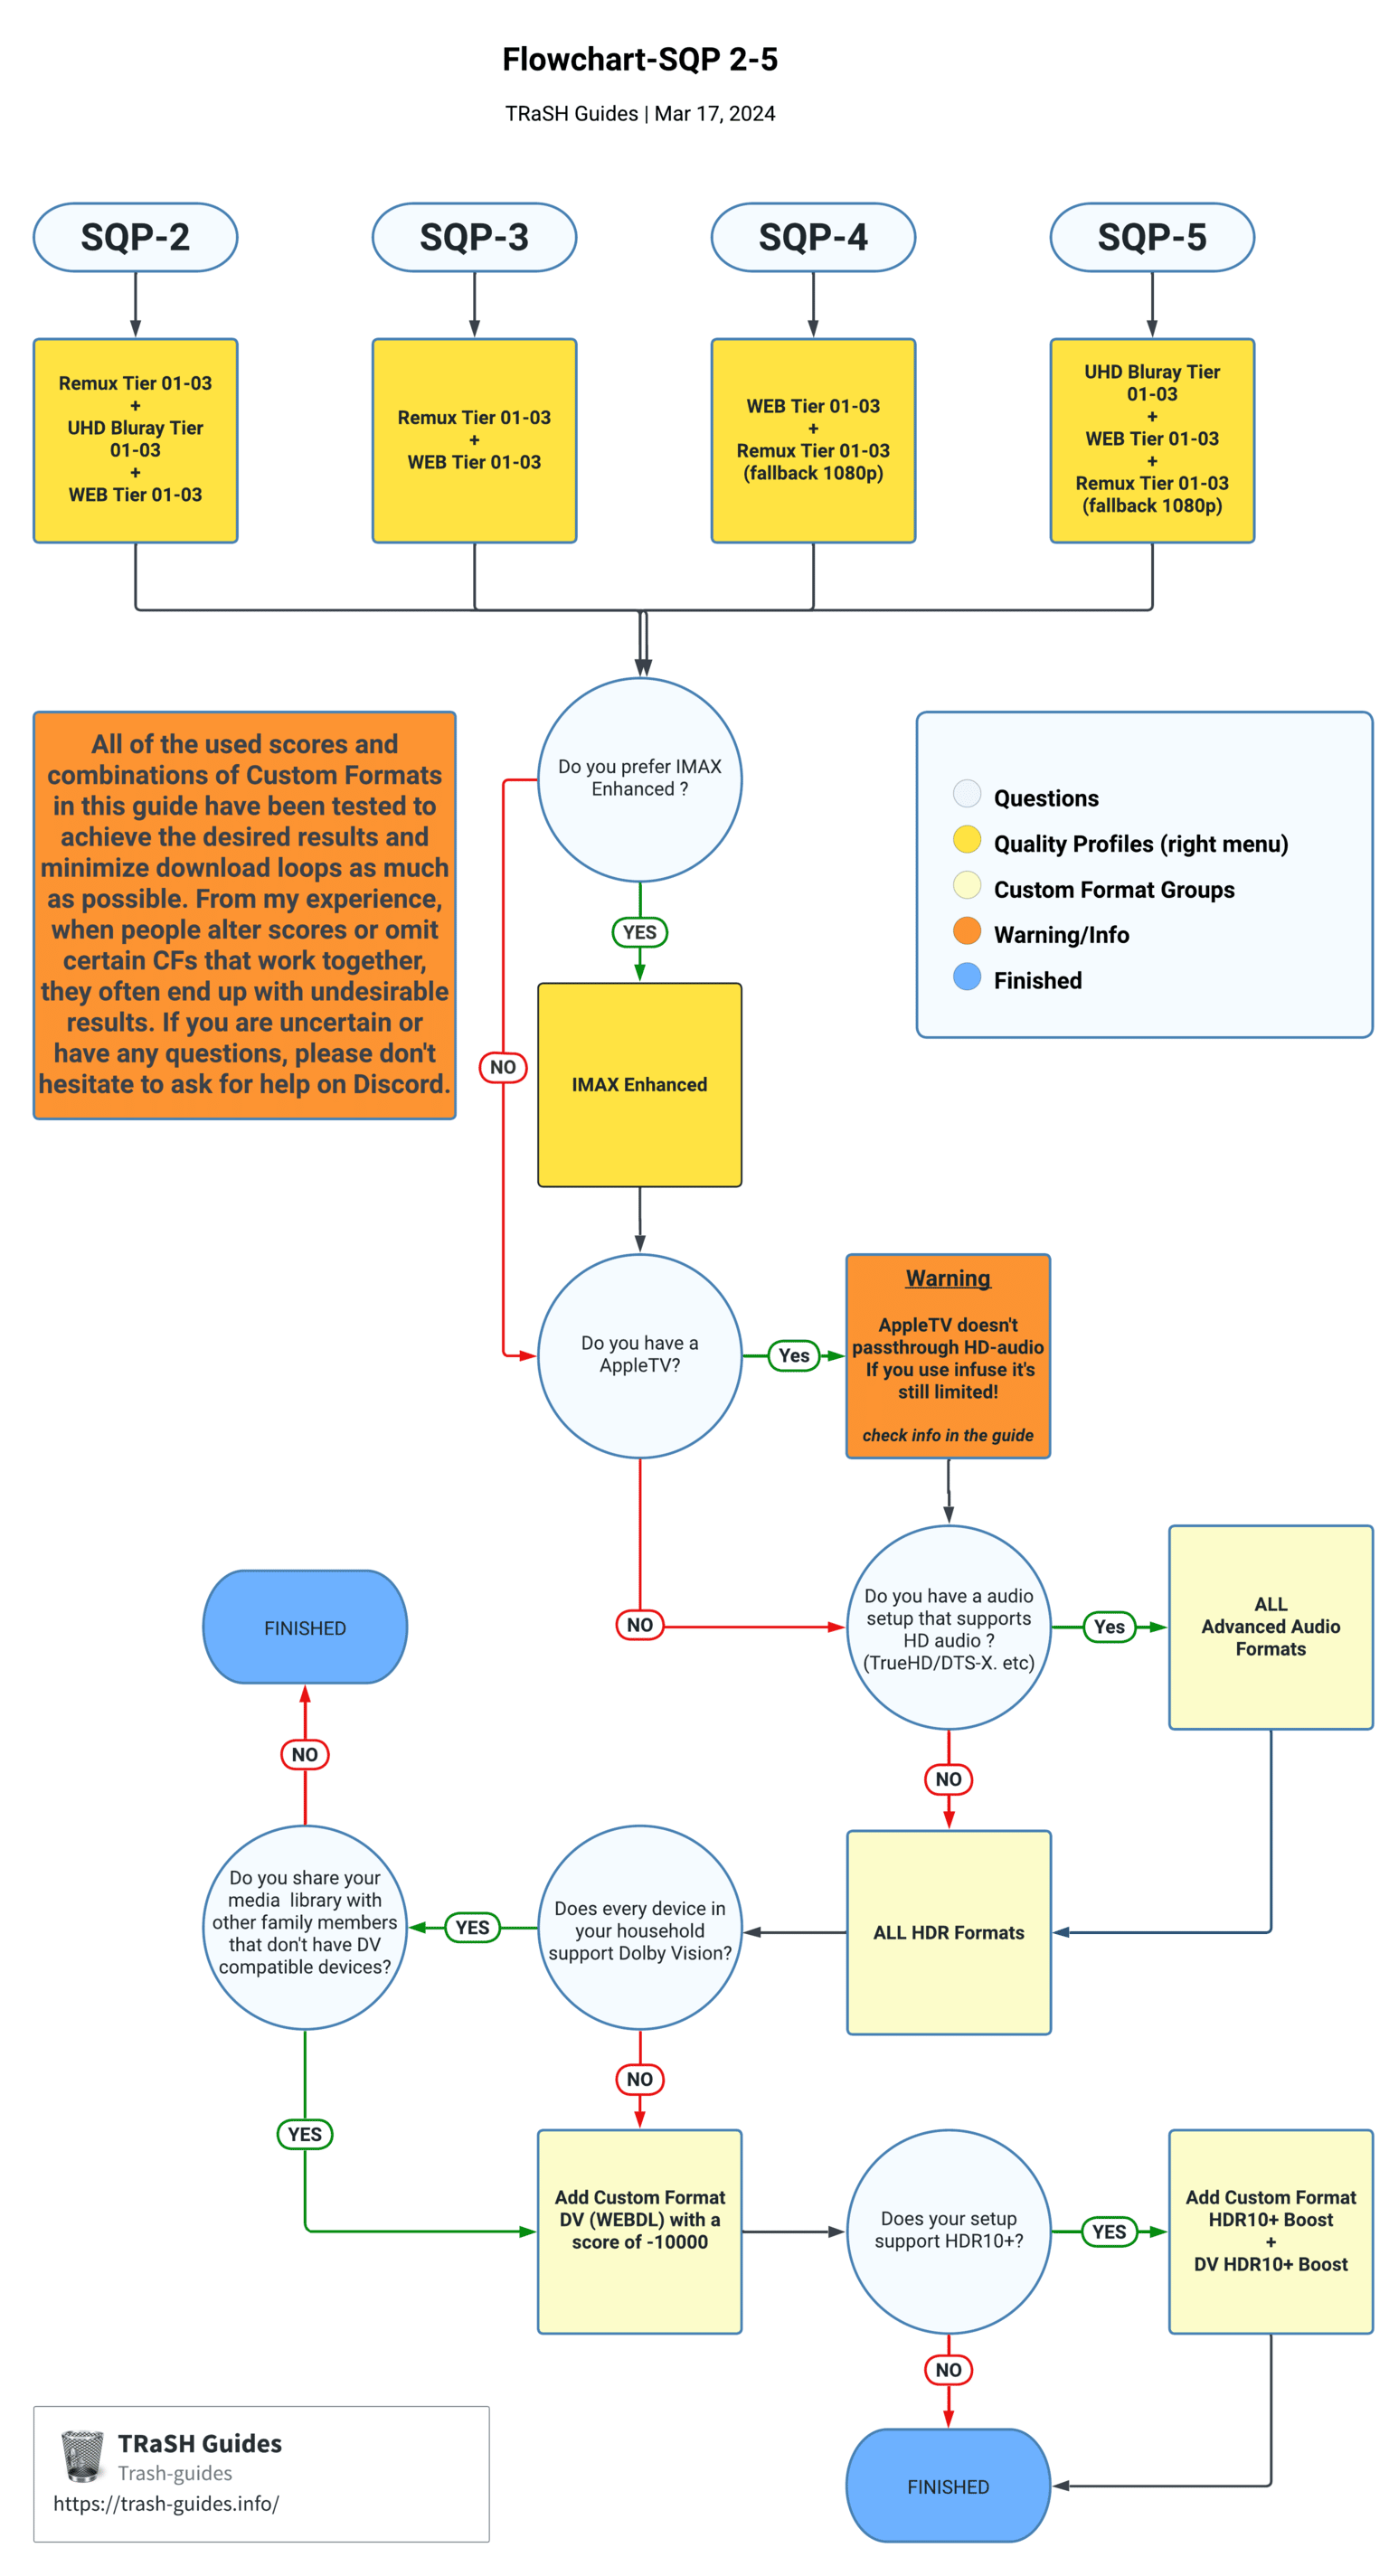 Flowchart-SQP 2-5
TRaSH Guides | Mar 17, 2024
SQP-2
SQP-3
SQP-4
SQP-5
Remux Tier 01-03
+
UHD Bluray Tier
01-03
+
WEB Tier 01-03
Remux Tier 01-03
+
WEB Tier 01-03
WEB Tier 01-03
+
Remux Tier 01-03
(fallback 1080p)
UHD Bluray Tier
01-03
+
WEB Tier 01-03
+
Remux Tier 01-03
(fallback 1080p)
All of the used scores and
combinations of Custom Formats
in this guide have been tested to
achieve the desired results and
minimize download loops as much
as possible. From my experience,
when people alter scores or omit
certain CFs that work together,
they often end up with undesirable
results. If you are uncertain or
have any questions, please don't
hesitate to ask for help on Discord.
Do you prefer IMAX
Enhanced ?
Questions
Quality Profiles (right menu)
Custom Format Groups
Warning/Info
Finished
YES
NO
IMAX Enhanced
Do you have a
AppleTV?
Yes
Warning
AppleTV doesn't
passthrough HD-audio
If you use infuse it's
still limited!
check info in the guide
NO
Do you have a audio
setup that supports
HD audio ?
(TrueHD/DTS-X. etc)
Yes
ALL
Advanced Audio
Formats
FINISHED
NO
NO
Do you share your
media  library with
other family members
that don't have DV
compatible devices?
YES
Does every device in
your household
support Dolby Vision?
ALL HDR Formats
NO
YES
Add Custom Format
DV (WEBDL) with a
score of -10000
Does your setup
support HDR10+?
YES
Add Custom Format
HDR10+ Boost
+
DV HDR10+ Boost
NO
FINISHED
TRaSH Guides
Trash-guides
https://trash-guides.info/